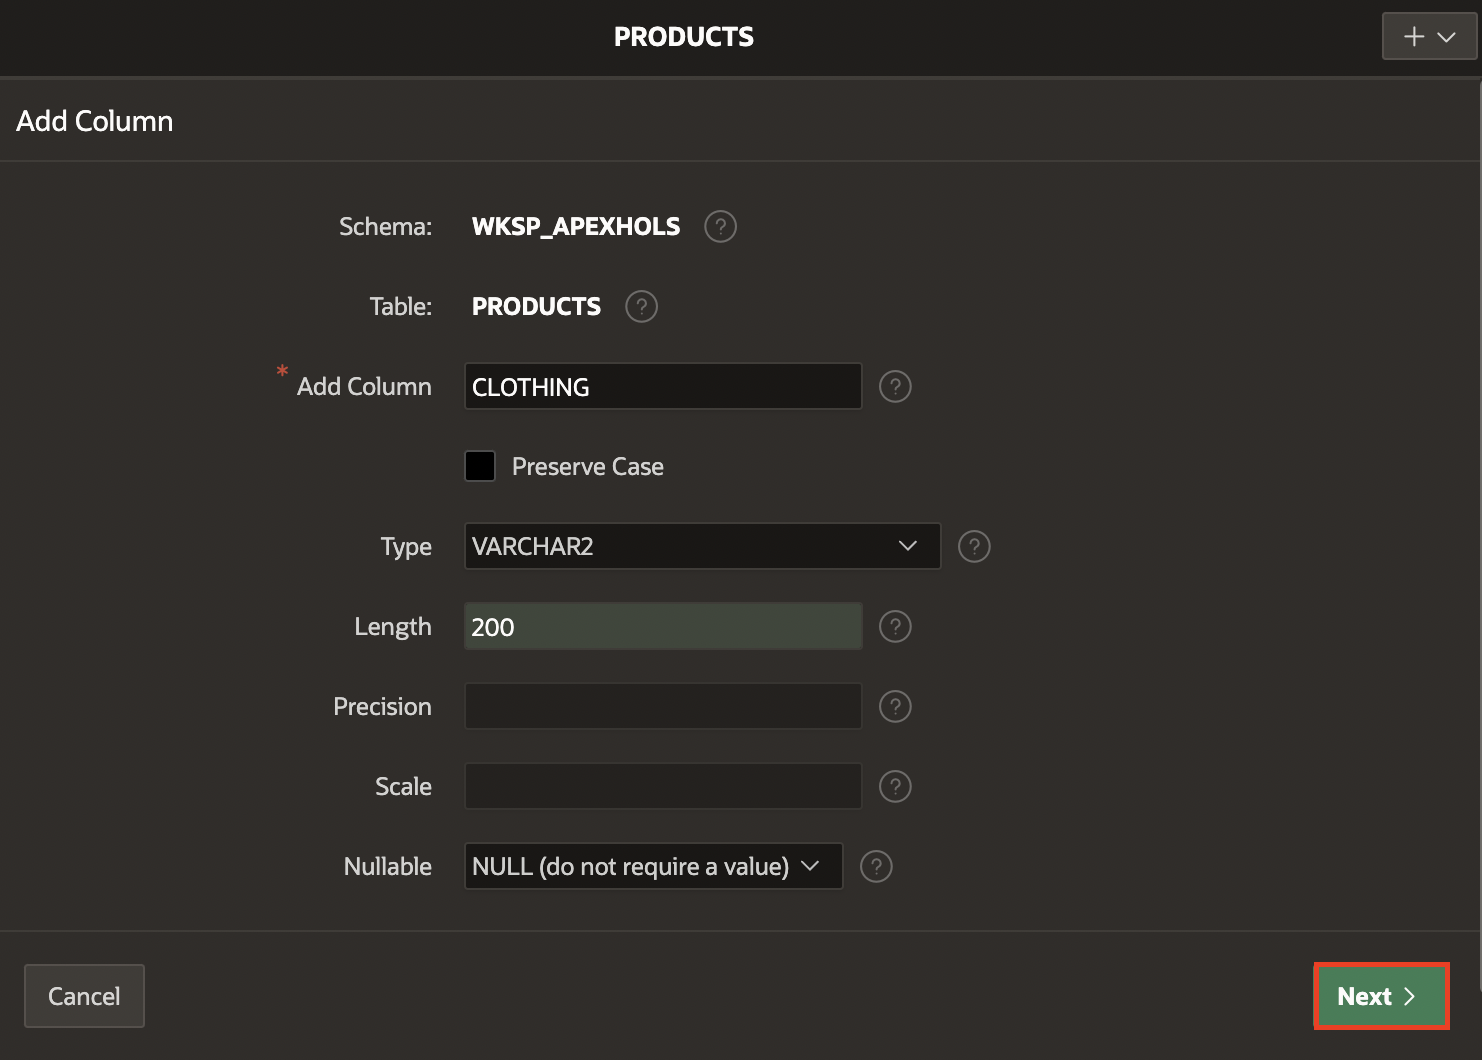 PRODUCTS
Add Column
Schema: WKSP_APEXHOLS ?
Table: PRODUCTS ?
* Add Column CLOTHING ?
Preserve Case
Type VARCHAR2 ?
Length 200 ?
Precision ?
Scale ?
Nullable NULL (do not require a value) ?
Cancel Next